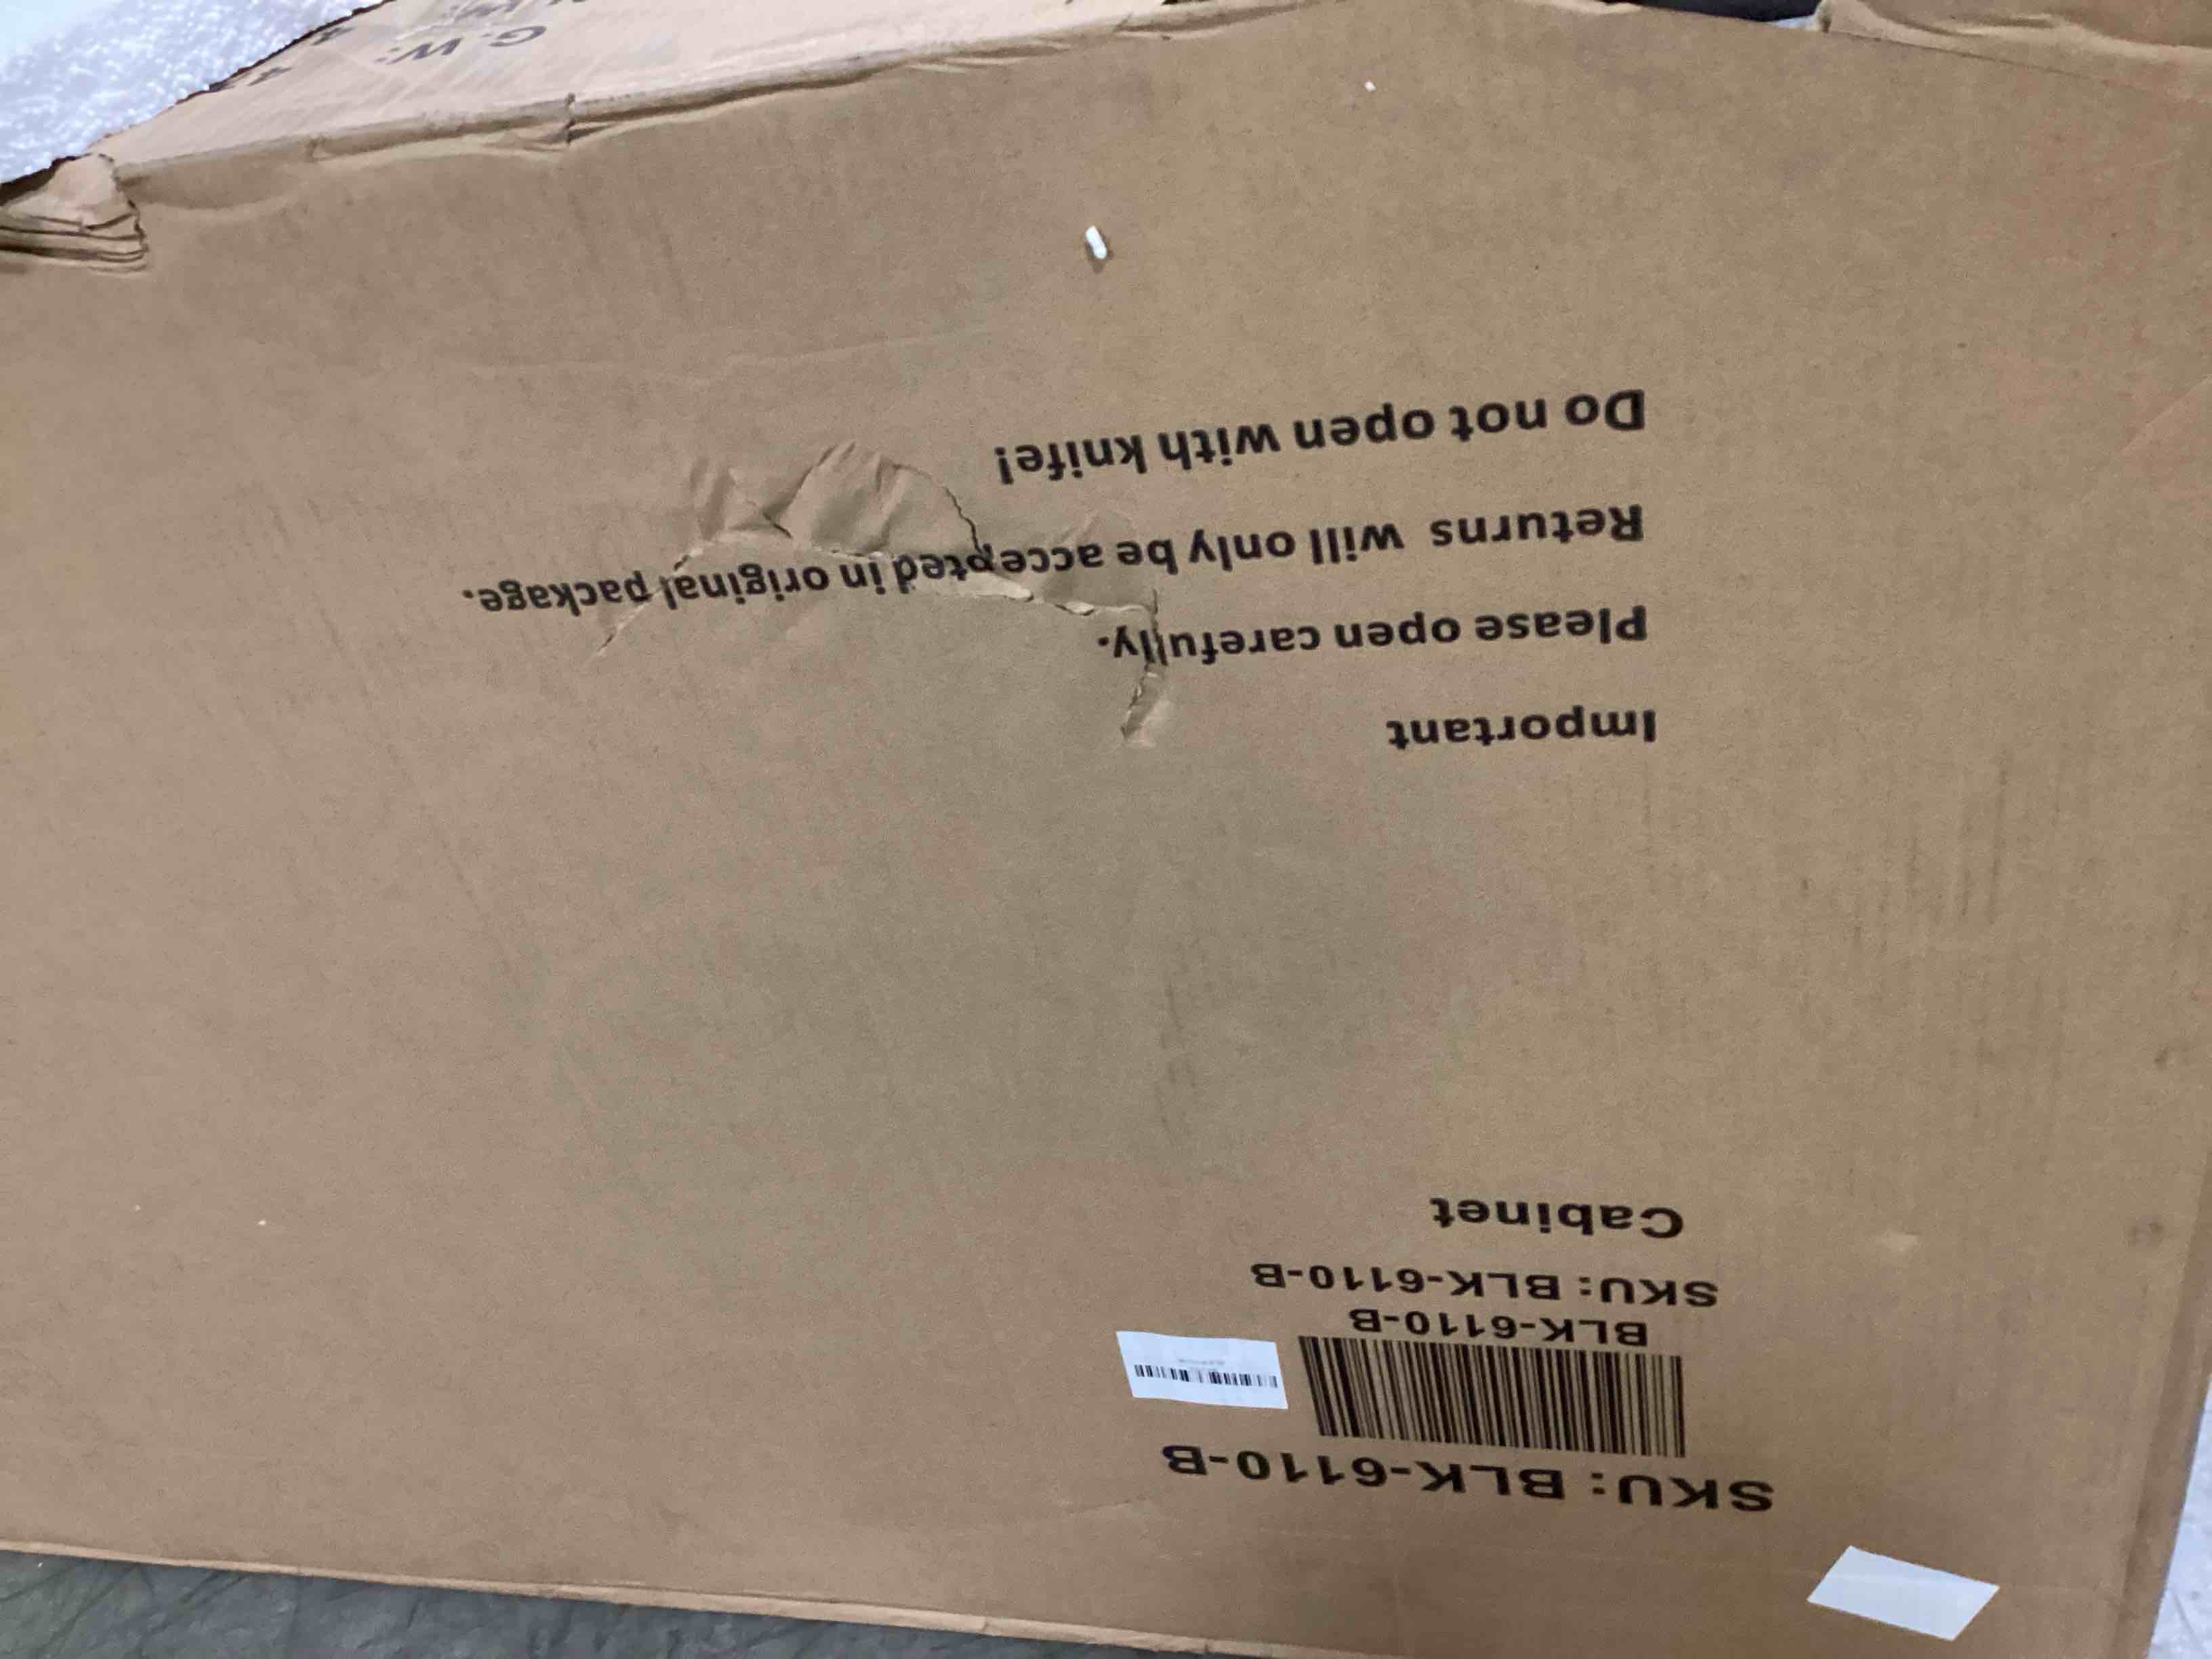 SKU: BLK-6110-B
BLK-6110-B
SKU: BLK-6110-B
Cabinet
Important
Please open carefully.
Returns will only be accepted in original package.
Do not open with knife!
G.W: